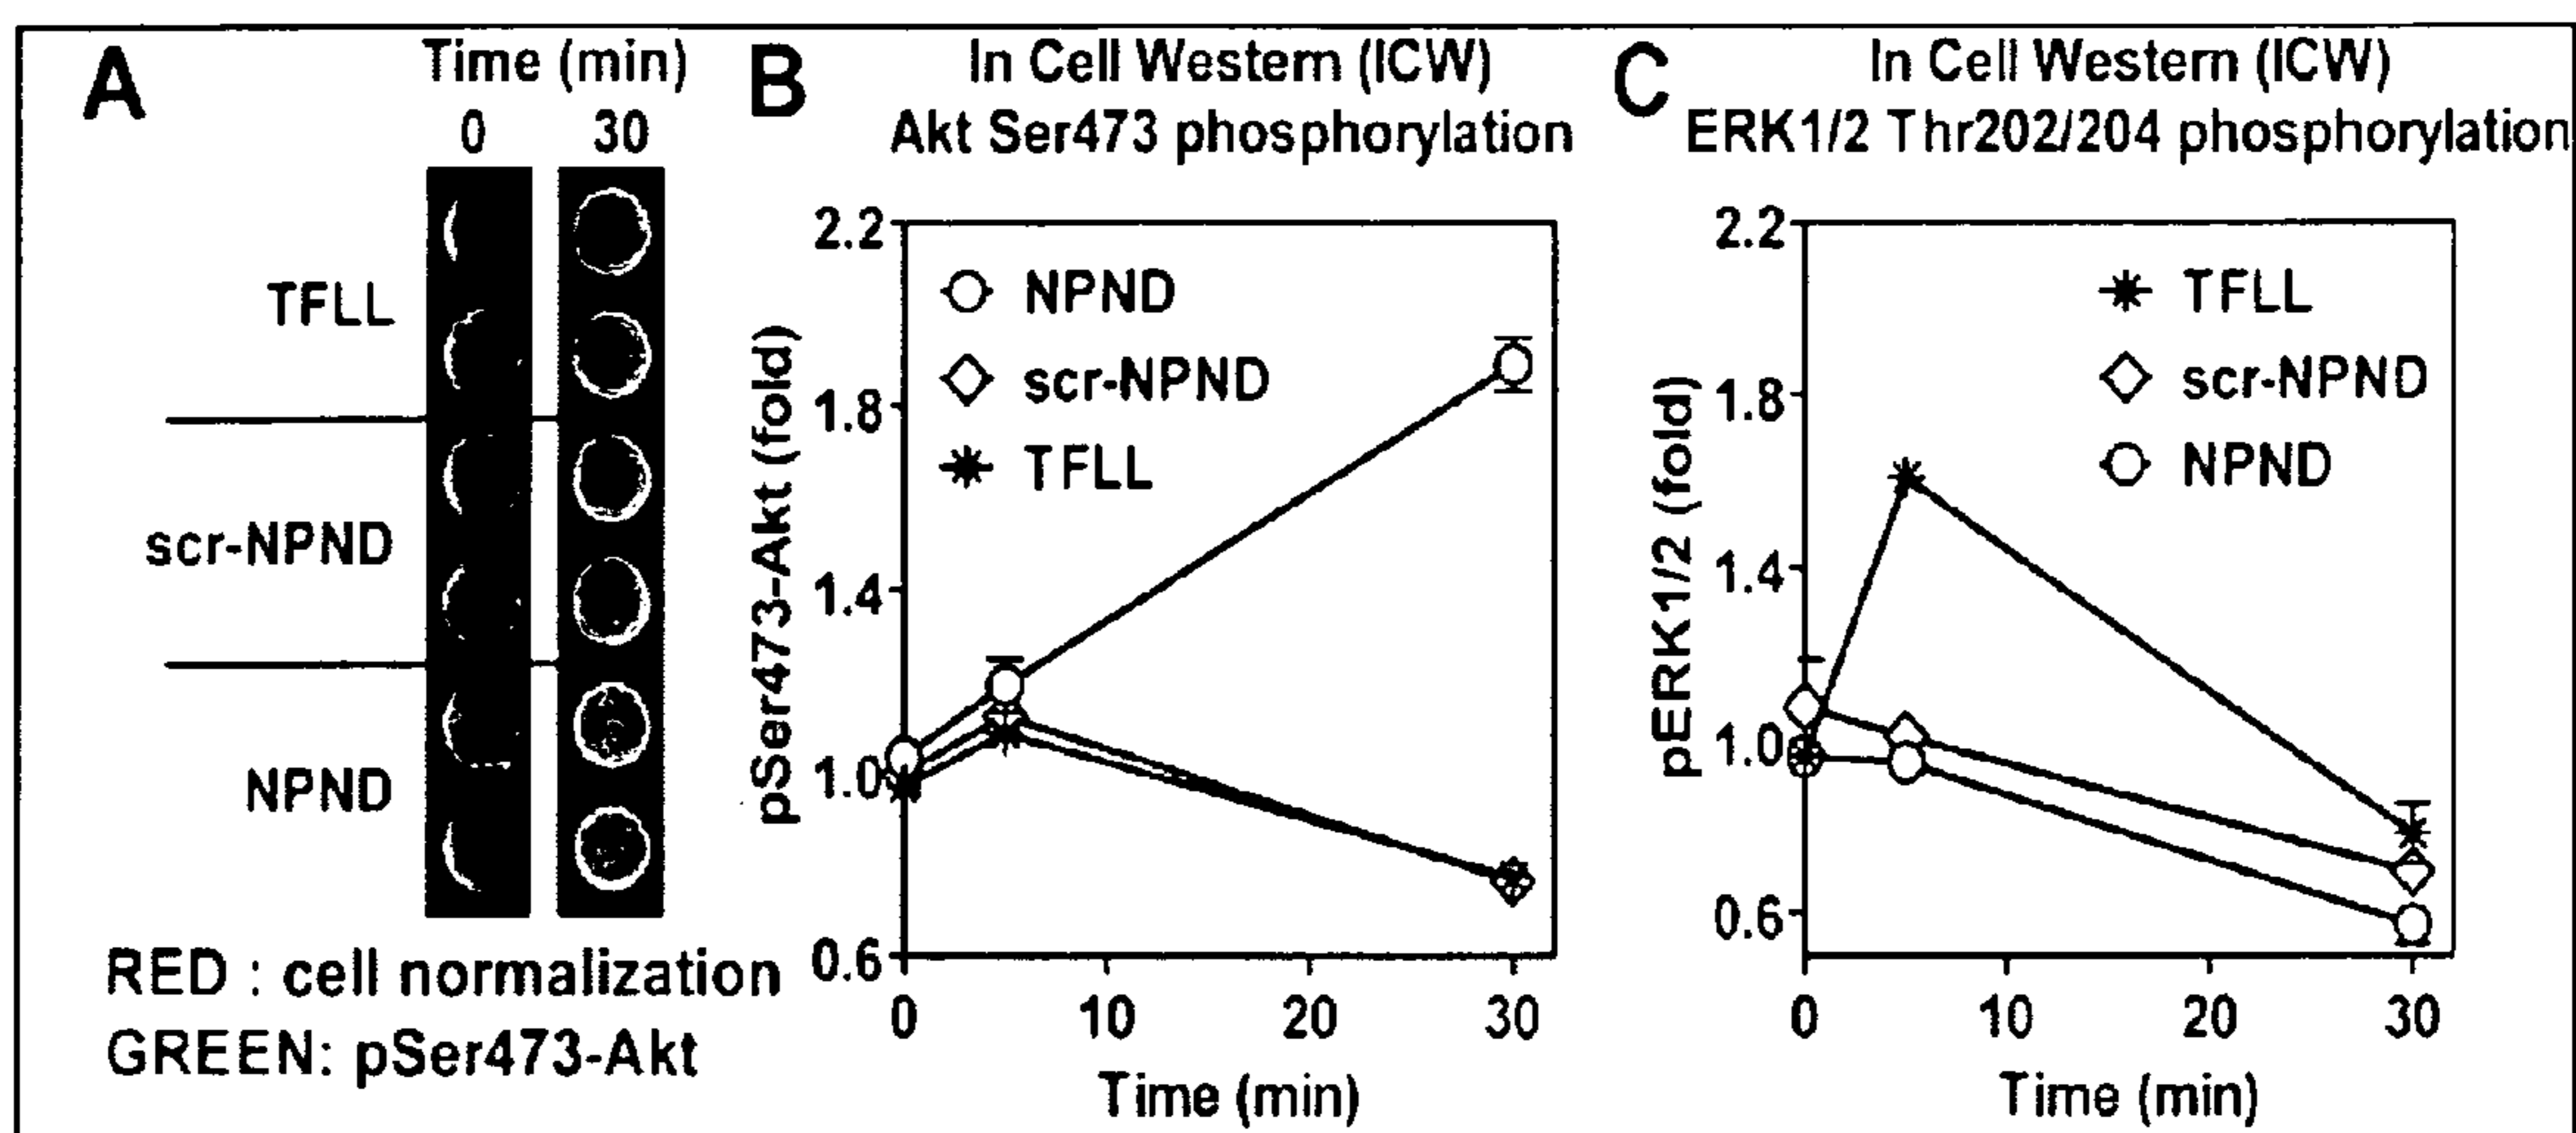 A
Time (min)
0 30
TFLL
scr-NPND
NPND
RED : cell normalization
GREEN: pSer473-Akt
B
In Cell Western (ICW)
Akt Ser473 phosphorylation
pSer473-Akt (fold)
2.2
1.8
1.4
1.0
0.6
NPND
scr-NPND
TFLL
0 10 20 30
Time (min)
C
In Cell Western (ICW)
ERK1/2 Thr202/204 phosphorylation
pERK1/2 (fold)
2.2
1.8
1.4
1.0
0.6
TFLL
scr-NPND
NPND
0 10 20 30
Time (min)